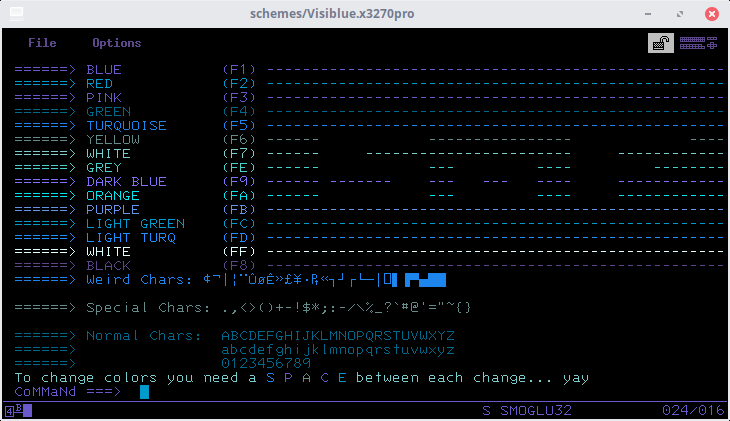 schemes/Visiblue.x3270pro
File Options
======> BLUE (F1) -----------------------------------------------------
======> RED (F2) -----------------------------------------------------
======> PINK (F3) -----------------------------------------------------
======> GREEN (F4) -----------------------------------------------------
======> TURQUOISE (F5) -----------------------------------------------------
======> YELLOW (F6) ------ --- --- --------
======> WHITE (F7) ------ --- --- --------
======> GREY (FE) ------ --- --- --------
======> DARK BLUE (F9) ------ --- --- --------
======> ORANGE (FA) ------ --- --- --------
======> PURPLE (FB) ------ --- --- --------
======> LIGHT GREEN (FC) -----------------------------------------------------
======> LIGHT TURQ (FD) -----------------------------------------------------
======> WHITE (FF) -----------------------------------------------------
======> BLACK (F8) -----------------------------------------------------
======> Weird Chars: ¢¬|¦¨ÛøÊ»£¥·₧«┐┘┌└─|
======> Special Chars: .,<>()+-!$*;:-/\%_?`#@'="~{}
======> Normal Chars: ABCDEFGHIJKLMNOPQRSTUVWXYZ
======> abcdefghijklmnopqrstuvwxyz
======> 0123456789
To change colors you need a S P A C E between each change... yay
CoMMaNd ===>
4 B S SMOGLU32 024/016